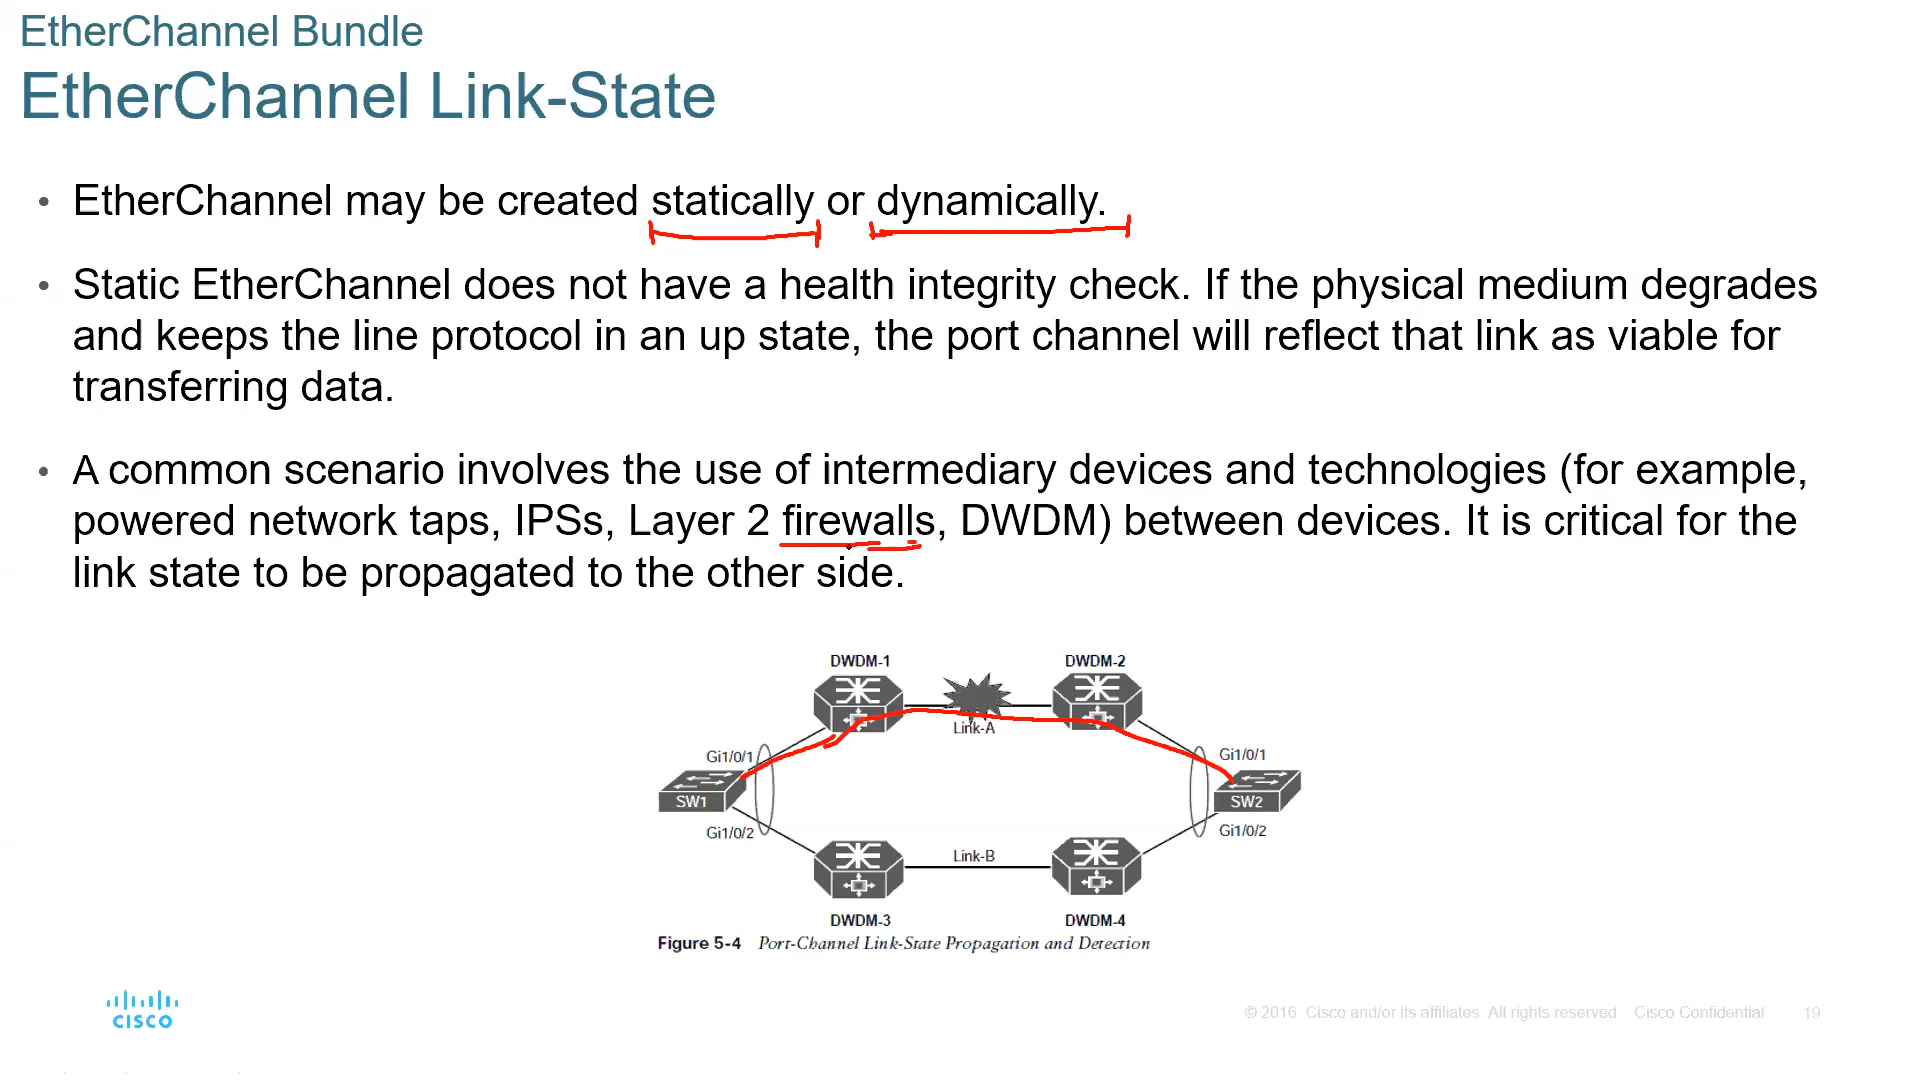 EtherChannel Bundle
EtherChannel Link-State
• EtherChannel may be created statically or dynamically.
• Static EtherChannel does not have a health integrity check. If the physical medium degrades
and keeps the line protocol in an up state, the port channel will reflect that link as viable for
transferring data.
• A common scenario involves the use of intermediary devices and technologies (for example,
powered network taps, IPSs, Layer 2 firewalls, DWDM) between devices. It is critical for the
link state to be propagated to the other side.
DWDM-1 DWDM-2
Link-A
Gi1/0/1 Gi1/0/1
SW1 SW2
Gi1/0/2 Gi1/0/2
Link-B
DWDM-3 DWDM-4
Figure 5-4 Port-Channel Link-State Propagation and Detection
CISCO
© 2016 Cisco and/or its affiliates. All rights reserved. Cisco Confidential 19